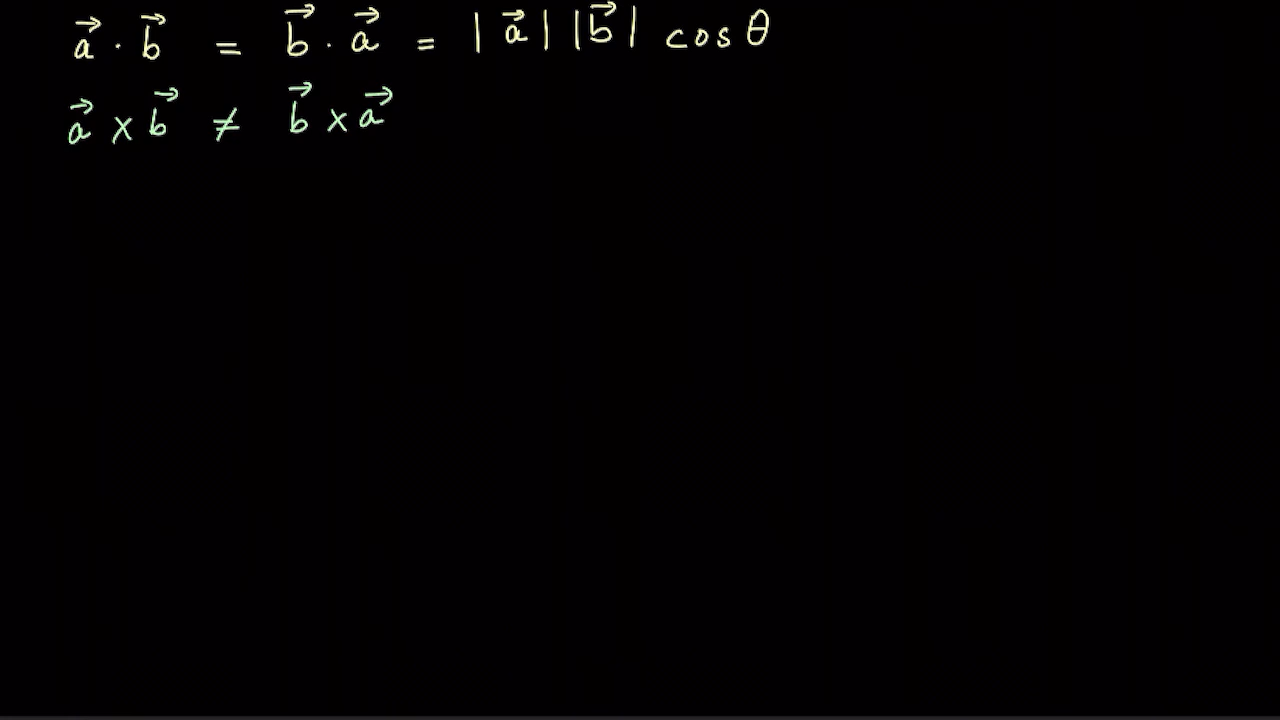 a⃗ · b⃗ = b⃗ · a⃗ = |a⃗| |b⃗| cos θ
a⃗ × b⃗ ≠ b⃗ × a⃗